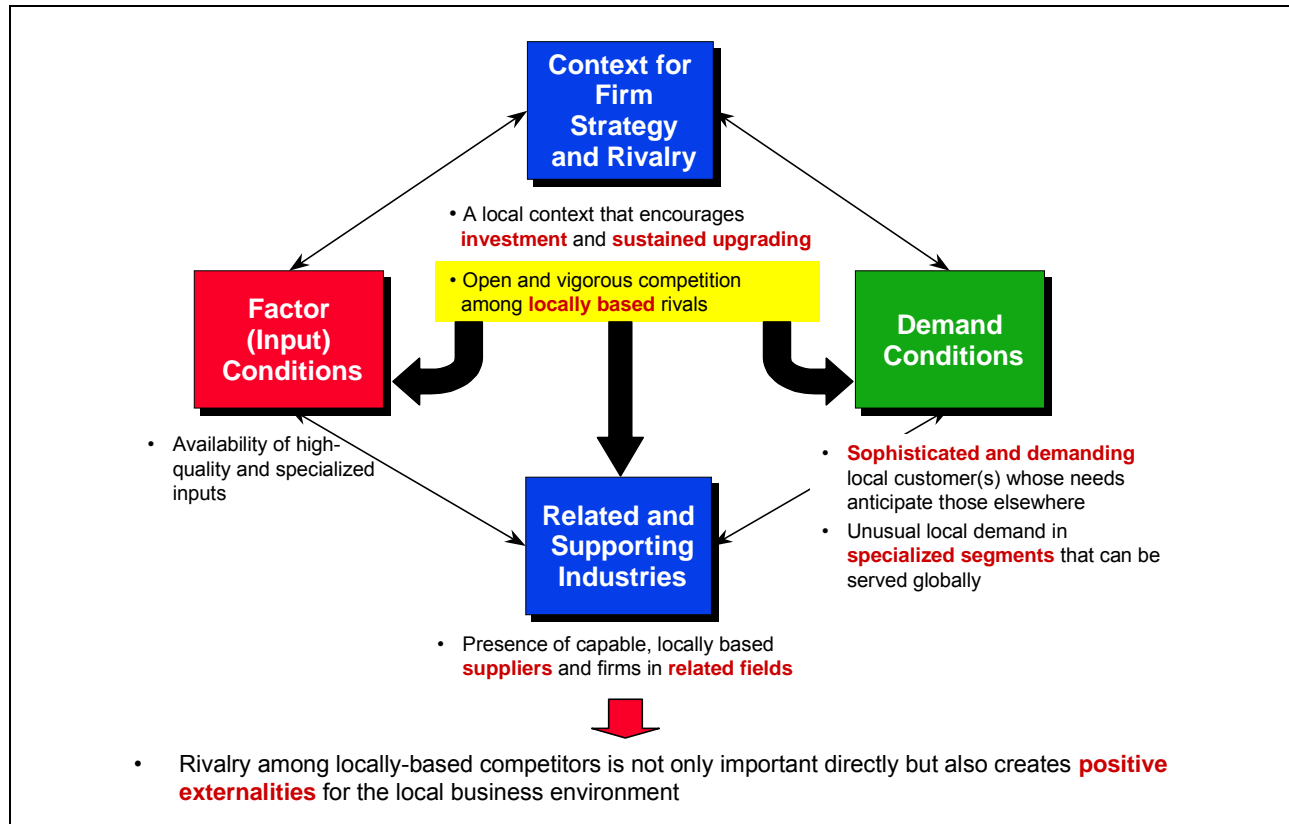 Context for
Firm
Strategy
and Rivalry
• A local context that encourages
investment and sustained upgrading
• Open and vigorous competition
among locally based rivals
Factor
(Input)
Conditions
Demand
Conditions
• Availability of high-
quality and specialized
inputs
• Sophisticated and demanding
local customer(s) whose needs
anticipate those elsewhere
• Unusual local demand in
specialized segments that can be
served globally
Related and
Supporting
Industries
• Presence of capable, locally based
suppliers and firms in related fields
• Rivalry among locally-based competitors is not only important directly but also creates positive
externalities for the local business environment